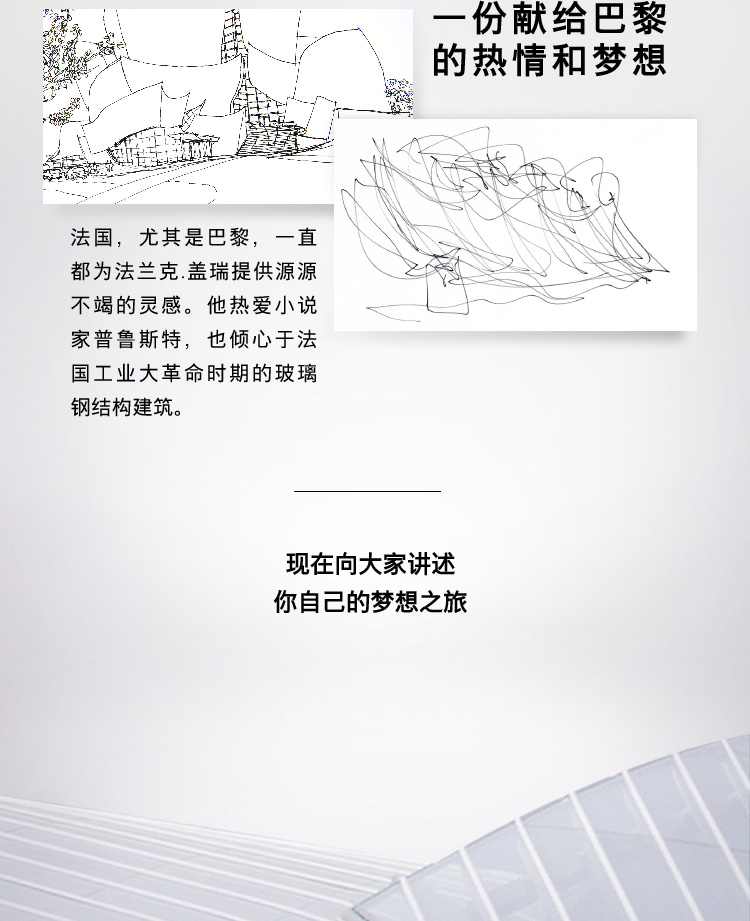 一份献给巴黎
的热情和梦想
法国，尤其是巴黎，一直
都为法兰克.盖瑞提供源源
不竭的灵感。他热爱小说
家普鲁斯特，也倾心于法
国工业大革命时期的玻璃
钢结构建筑。
现在向大家讲述
你自己的梦想之旅